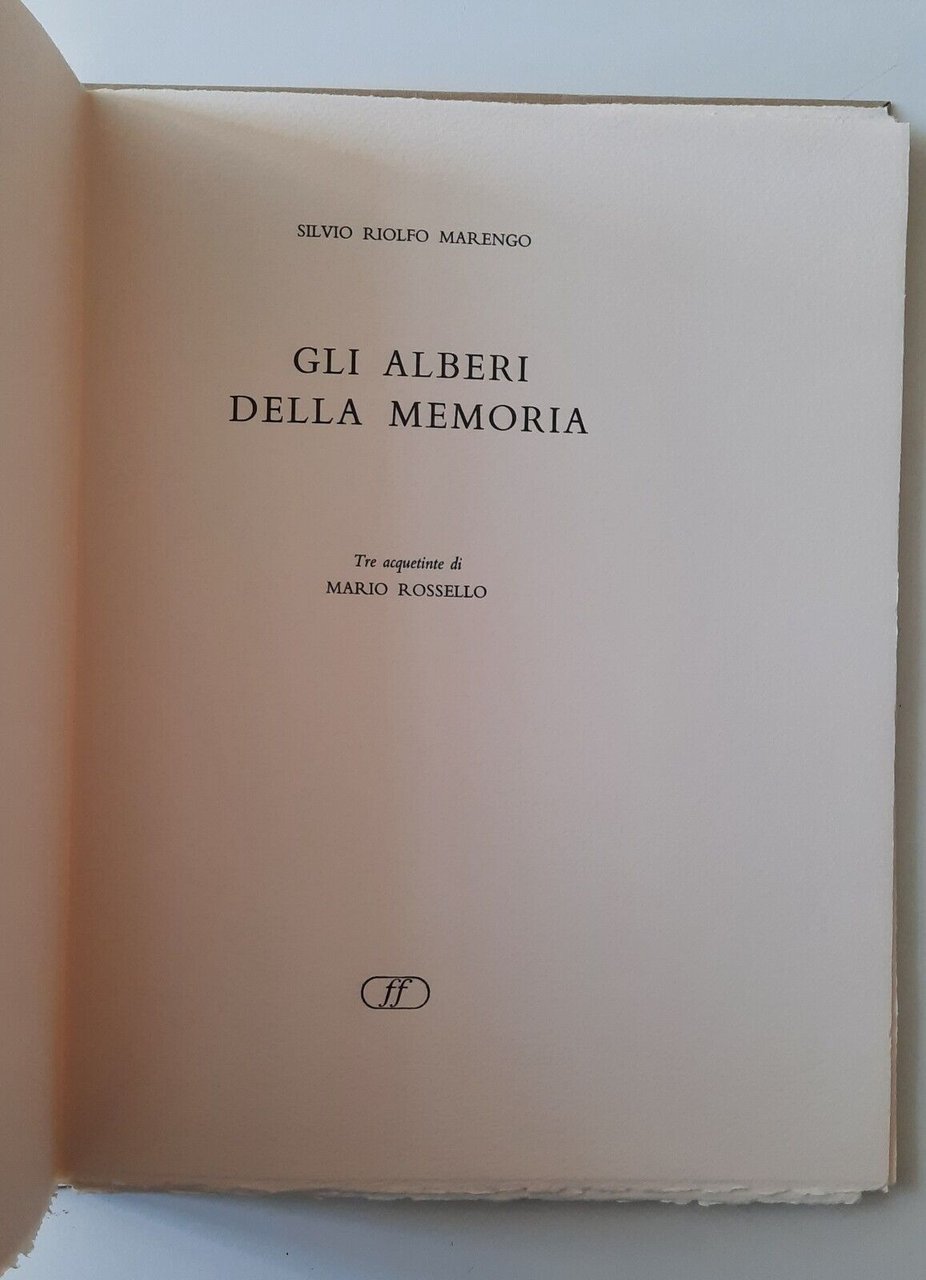 SILVIO RIOLFO MARENGO
GLI ALBERI
DELLA MEMORIA
Tre acquetinte di
MARIO ROSSELLO
ff